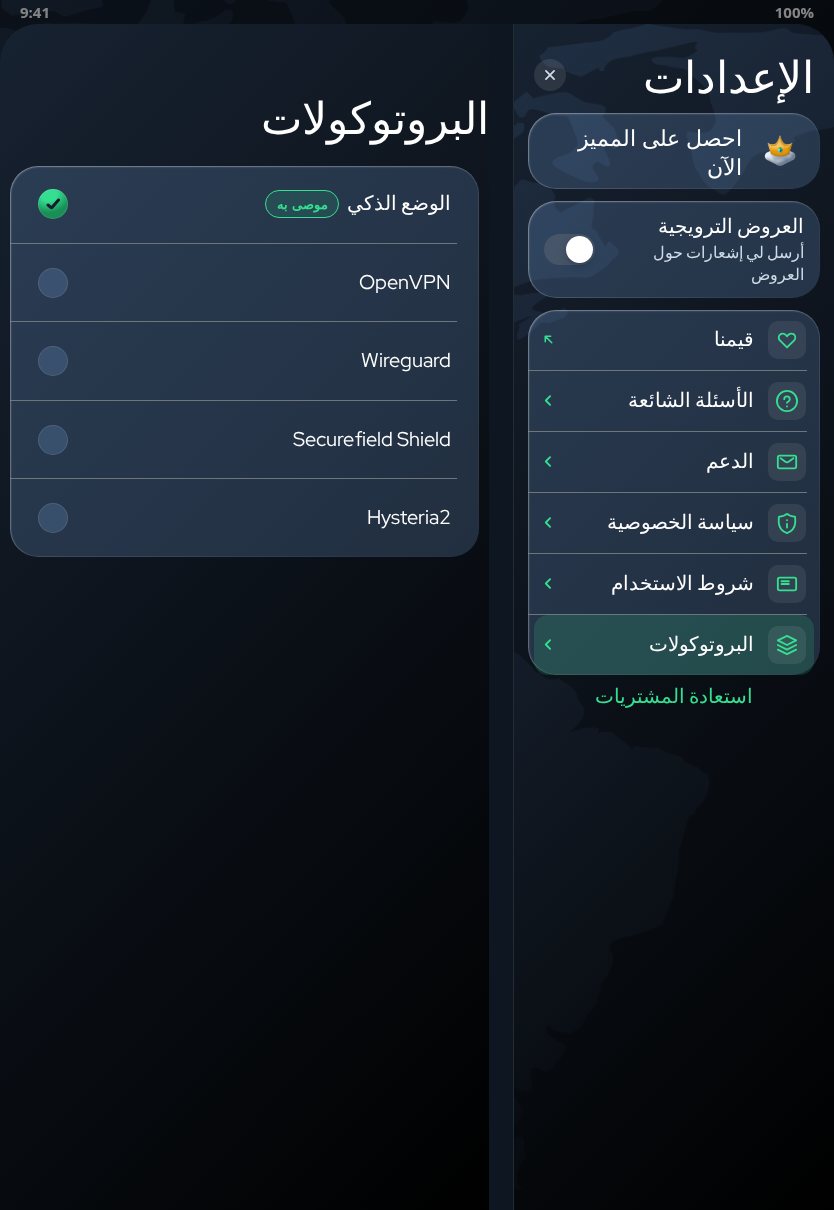 9:41
100%
الإعدادات
احصل على المميز
الآن
العروض الترويجية
أرسل لي إشعارات حول
العروض
قيمنا
الأسئلة الشائعة
الدعم
سياسة الخصوصية
شروط الاستخدام
البروتوكولات
استعادة المشتريات
البروتوكولات
الوضع الذكي موصى به
OpenVPN
Wireguard
Securefield Shield
Hysteria2